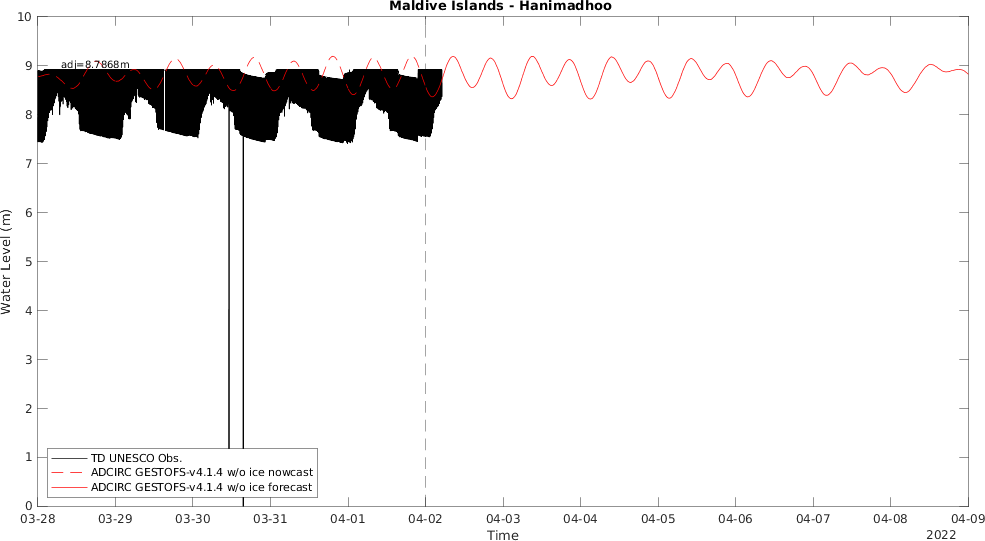 Maldive Islands - Hanimadhoo
10
9
8
7
6
5
4
3
2
1
0
Water Level (m)
adj=8.7868m
TD UNESCO Obs.
ADCIRC GESTOFS-v4.1.4 w/o ice nowcast
ADCIRC GESTOFS-v4.1.4 w/o ice forecast
03-28 03-29 03-30 03-31 04-01 04-02 04-03 04-04 04-05 04-06 04-07 04-08 04-09
Time
2022